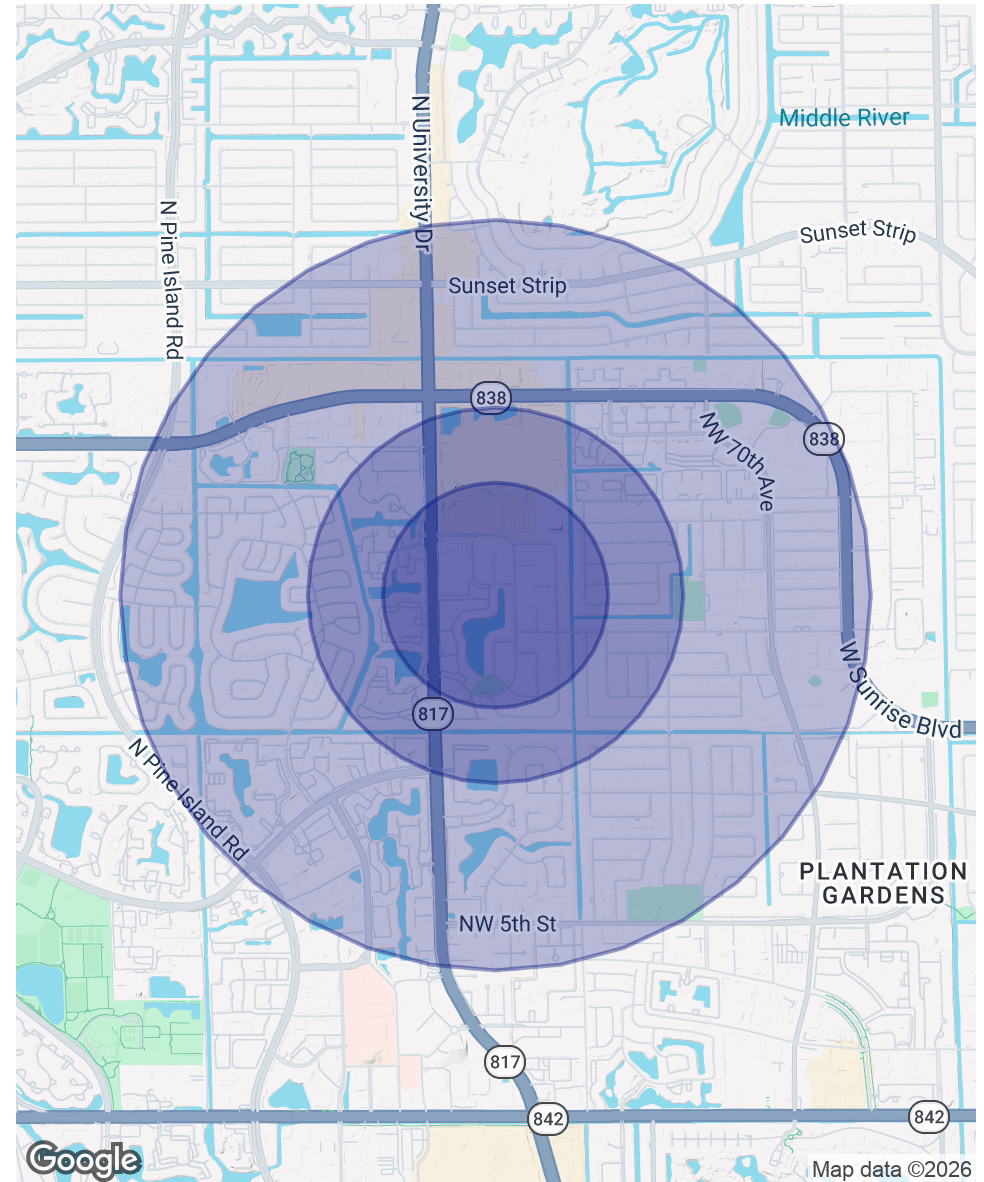 Middle River
N University Dr
N Pine Island Rd
Sunset Strip
Sunset Strip
838
838
NW 70th Ave
817
W Sunrise Blvd
N Pine Island Rd
PLANTATION
GARDENS
NW 5th St
817
842
842
Google
Map data ©2026